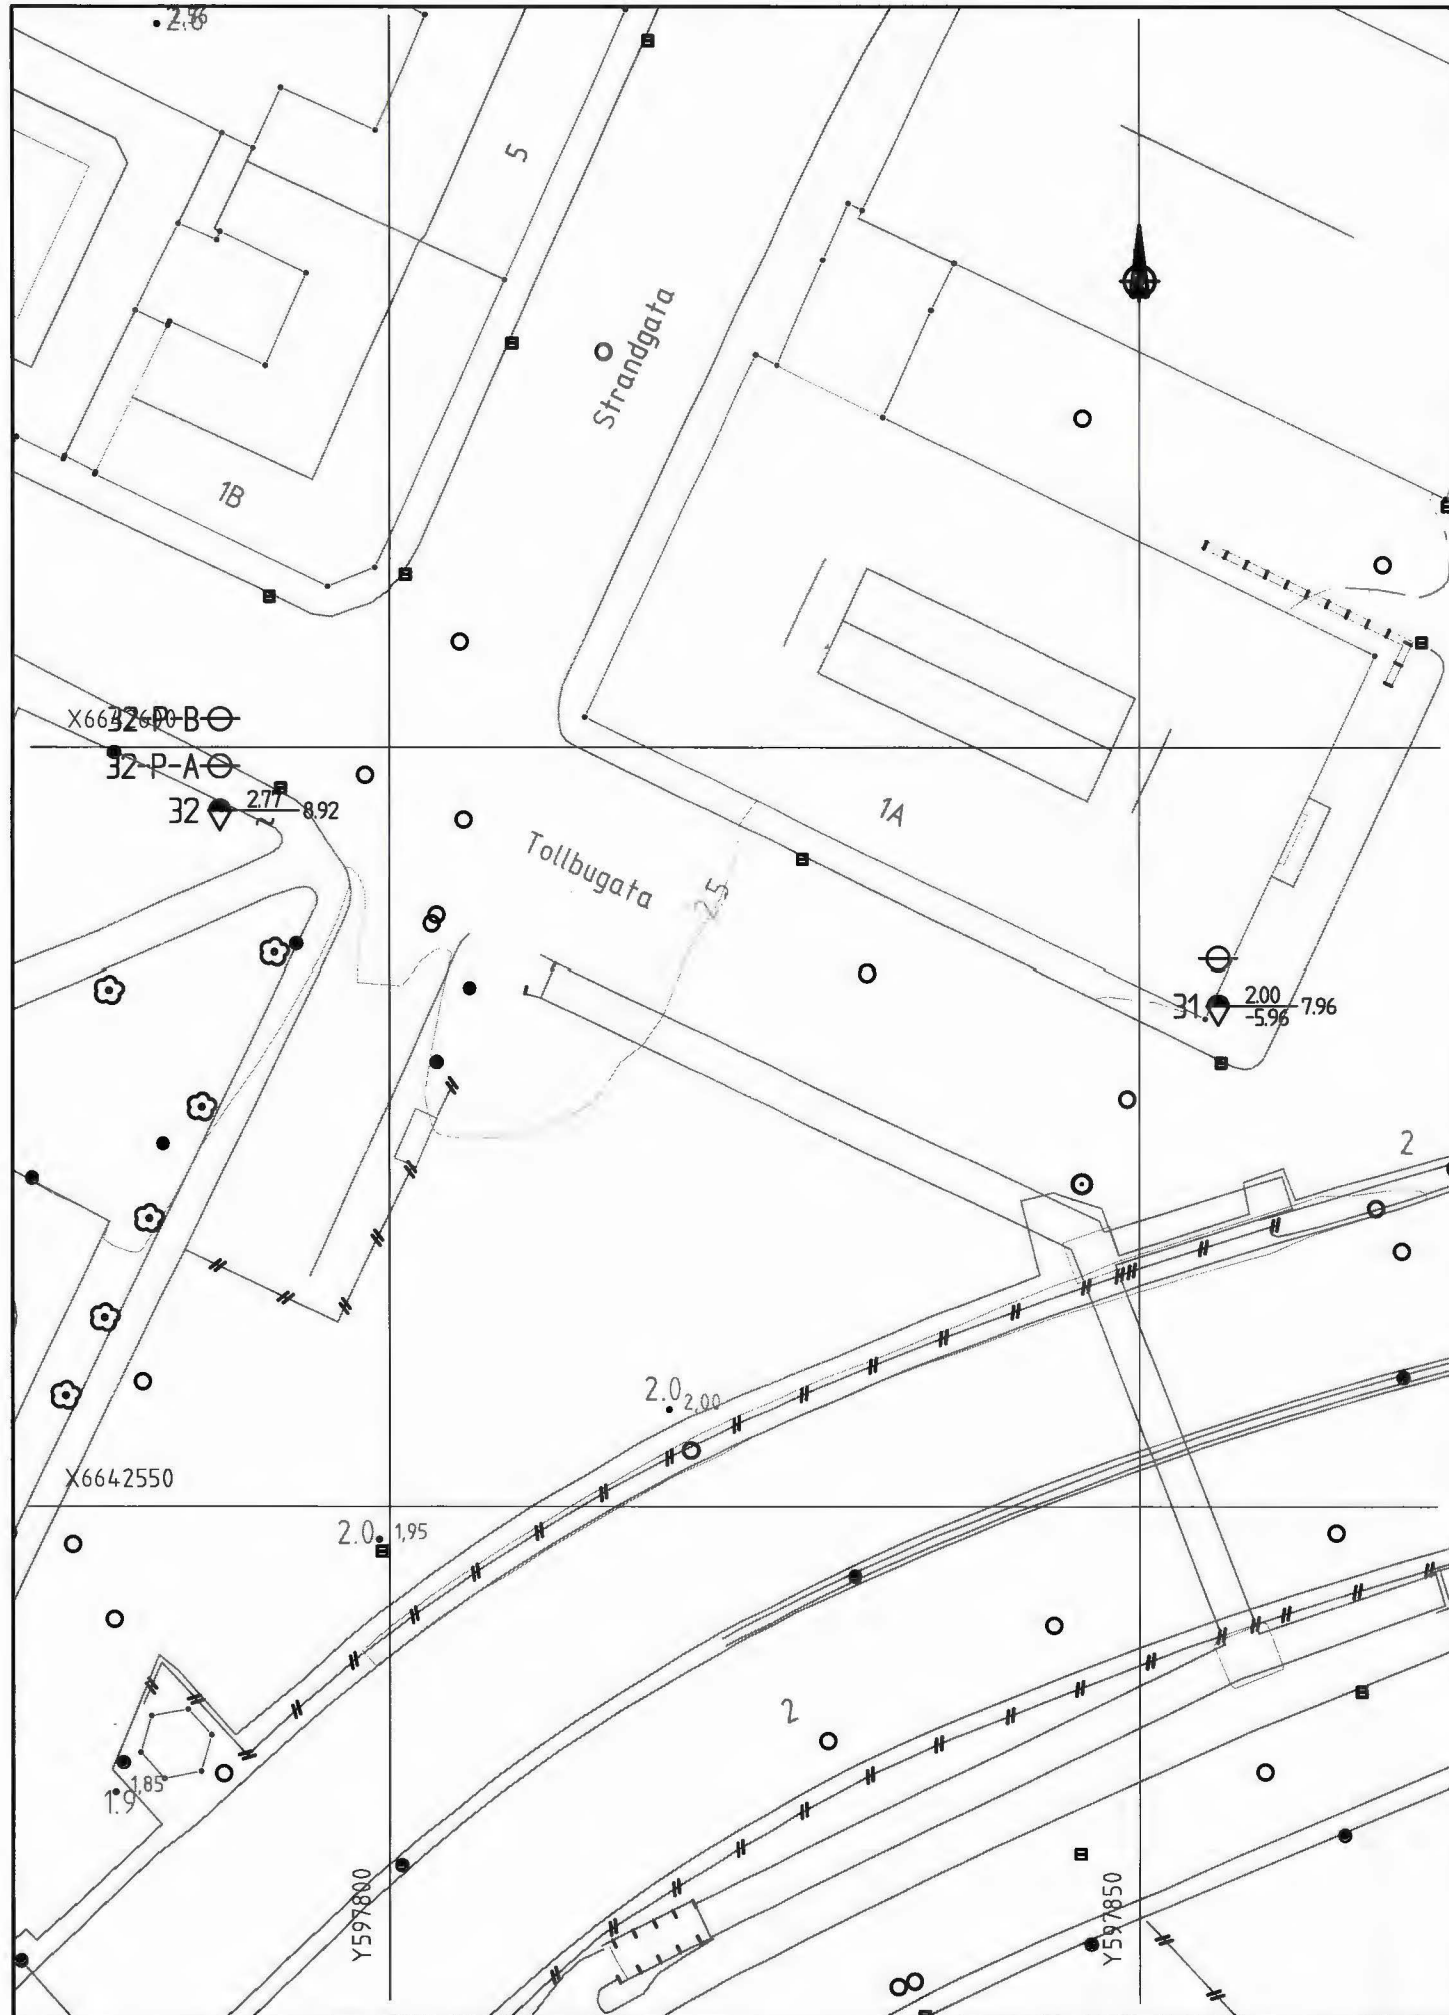 5
Strandgata
1B
32-P-B
32-P-A
32 2.77 8.92
1A
Tollbugata
2.5
31 2.00 7.96
-5.96
2
2.0 2,00
X6642550
2.0 1,95
2
1.9 1,85
Y597800
Y597850